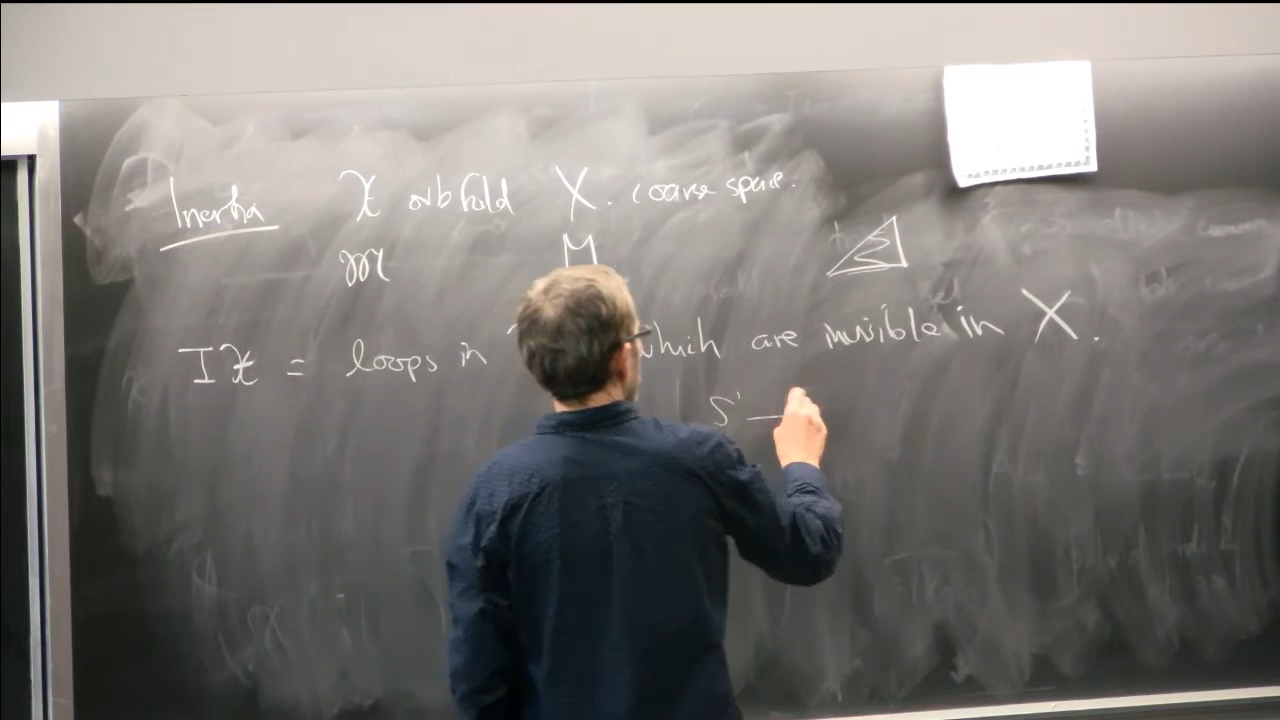 Inertia 𝒳 orbifold X. coarse space.
𝔐 M
I𝒳 = loops in which are invisible in X.
S¹ —